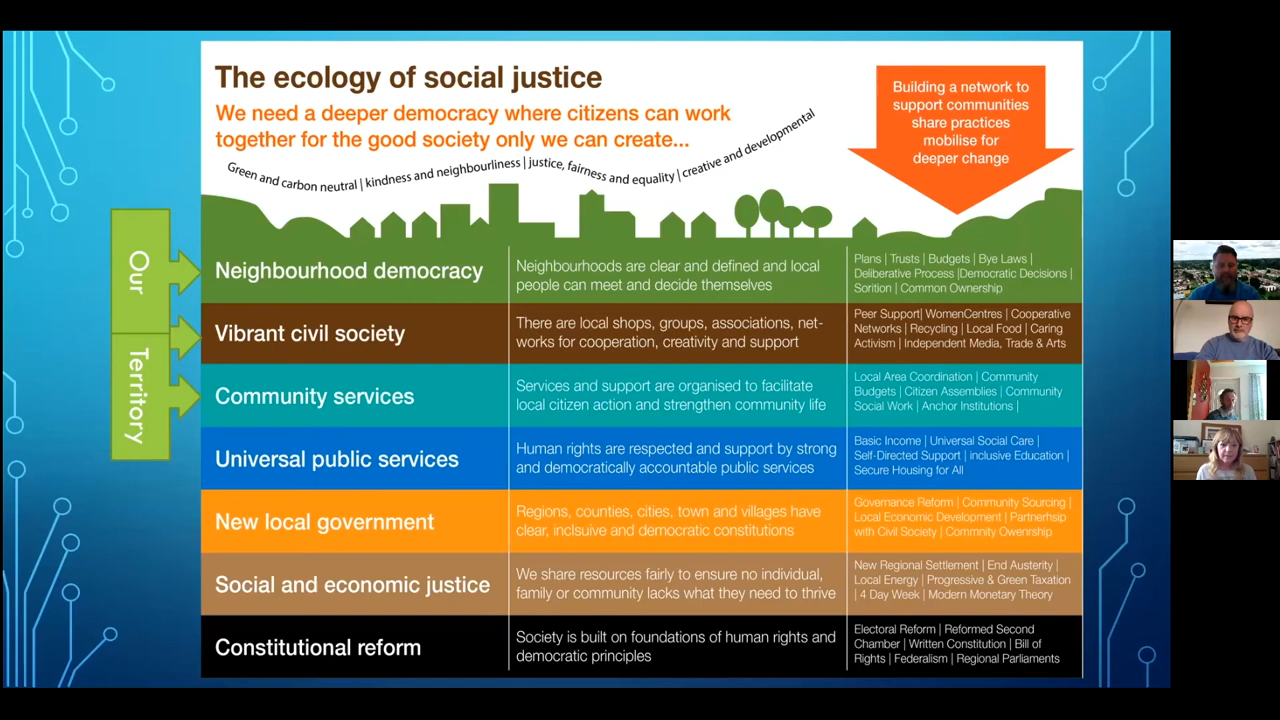 The ecology of social justice
We need a deeper democracy where citizens can work
together for the good society only we can create...
Green and carbon neutral | kindness and neighbourliness | justice, fairness and equality | creative and developmental
Building a network to
support communities
share practices
mobilise for
deeper change
Our
Territory
Neighbourhood democracy
Neighbourhoods are clear and defined and local
people can meet and decide themselves
Plans | Trusts | Budgets | Bye Laws |
Deliberative Process |Democratic Decisions |
Sorition | Common Ownership
Vibrant civil society
There are local shops, groups, associations, net-
works for cooperation, creativity and support
Peer Support| WomenCentres | Cooperative
Networks | Recycling | Local Food | Caring
Activism | Independent Media, Trade & Arts
Community services
Services and support are organised to facilitate
local citizen action and strengthen community life
Local Area Coordination | Community
Budgets | Citizen Assemblies | Community
Social Work | Anchor Institutions |
Universal public services
Human rights are respected and support by strong
and democratically accountable public services
Basic Income | Universal Social Care |
Self-Directed Support | inclusive Education |
Secure Housing for All
New local government
Regions, counties, cities, town and villages have
clear, inclsuive and democratic constitutions
Governance Reform | Community Sourcing |
Local Economic Development | Partnerhsip
with Civil Society | Commnity Owenrship
Social and economic justice
We share resources fairly to ensure no individual,
family or community lacks what they need to thrive
New Regional Settlement | End Austerity |
Local Energy | Progressive & Green Taxation
| 4 Day Week | Modern Monetary Theory
Constitutional reform
Society is built on foundations of human rights and
democratic principles
Electoral Reform | Reformed Second
Chamber | Written Constitution | Bill of
Rights | Federalism | Regional Parliaments